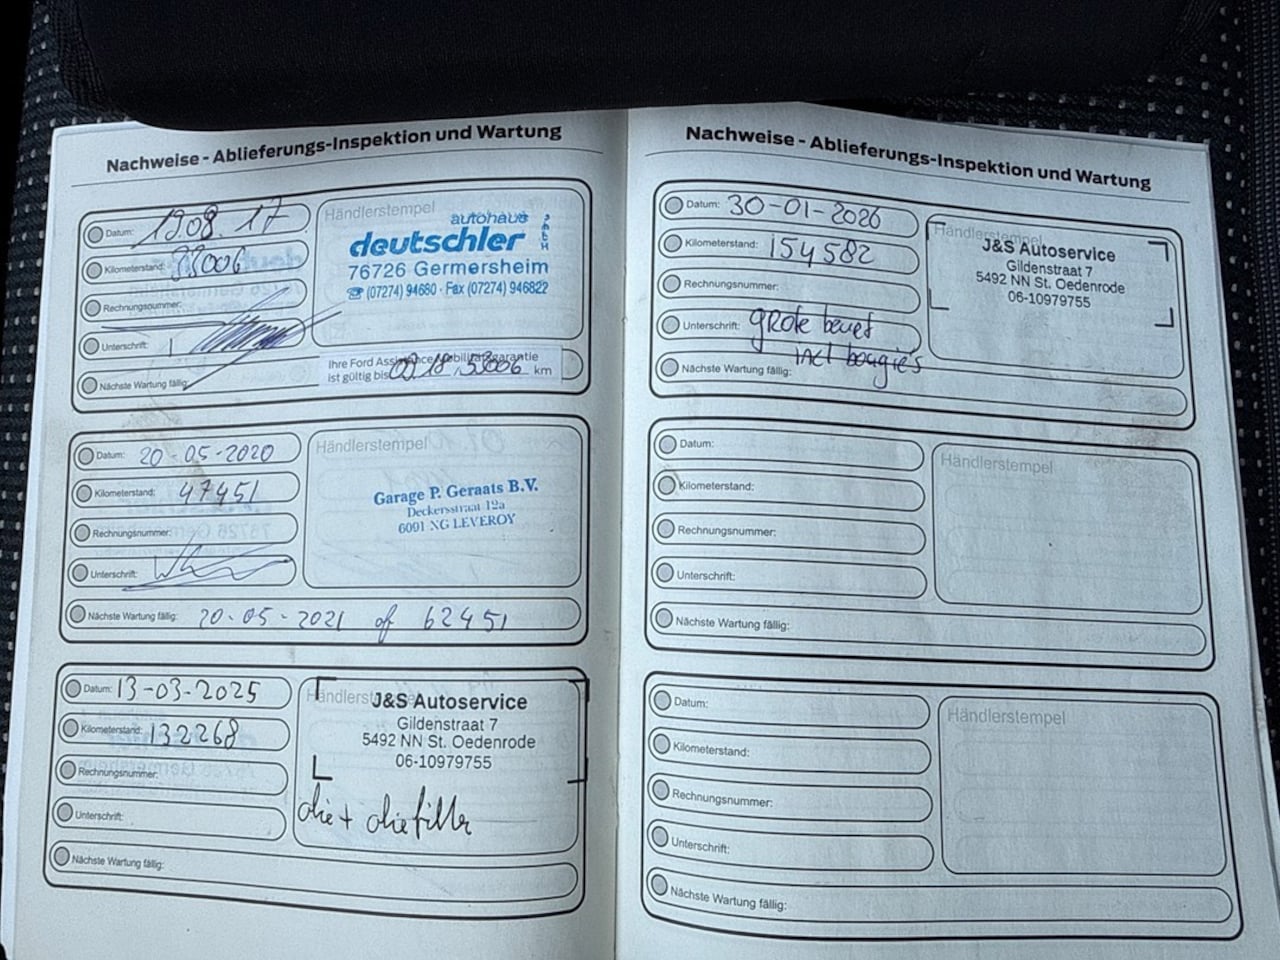 Nachweise - Ablieferungs-Inspektion und Wartung
Datum: 19.08.17
Kilometerstand:
Rechnungsnummer:
Unterschrift:
Nächste Wartung fällig:
Händlerstempel
autohaus
deutschler GmbH
76726 Germersheim
☎ (07274) 94680 · Fax (07274) 946822
Ihre Ford Assistance Mobilitätsgarantie
ist gültig bis km
Datum: 20-05-2020
Kilometerstand: 47451
Rechnungsnummer:
Unterschrift:
Nächste Wartung fällig: 20-05-2021 of 62451
Händlerstempel
Garage P. Geraats B.V.
Deckersstraat 12a
6091 NG LEVEROY
Datum: 13-03-2025
Kilometerstand: 132268
Rechnungsnummer:
Unterschrift:
Nächste Wartung fällig:
Händlerstempel
J&S Autoservice
Gildenstraat 7
5492 NN St. Oedenrode
06-10979755
olie + oliefilter
Nachweise - Ablieferungs-Inspektion und Wartung
Datum: 30-01-2026
Kilometerstand: 154582
Rechnungsnummer:
Unterschrift: grote beurt
incl bougie's
Nächste Wartung fällig:
Händlerstempel
J&S Autoservice
Gildenstraat 7
5492 NN St. Oedenrode
06-10979755
Datum:
Kilometerstand:
Rechnungsnummer:
Unterschrift:
Nächste Wartung fällig:
Händlerstempel
Datum:
Kilometerstand:
Rechnungsnummer:
Unterschrift:
Nächste Wartung fällig:
Händlerstempel